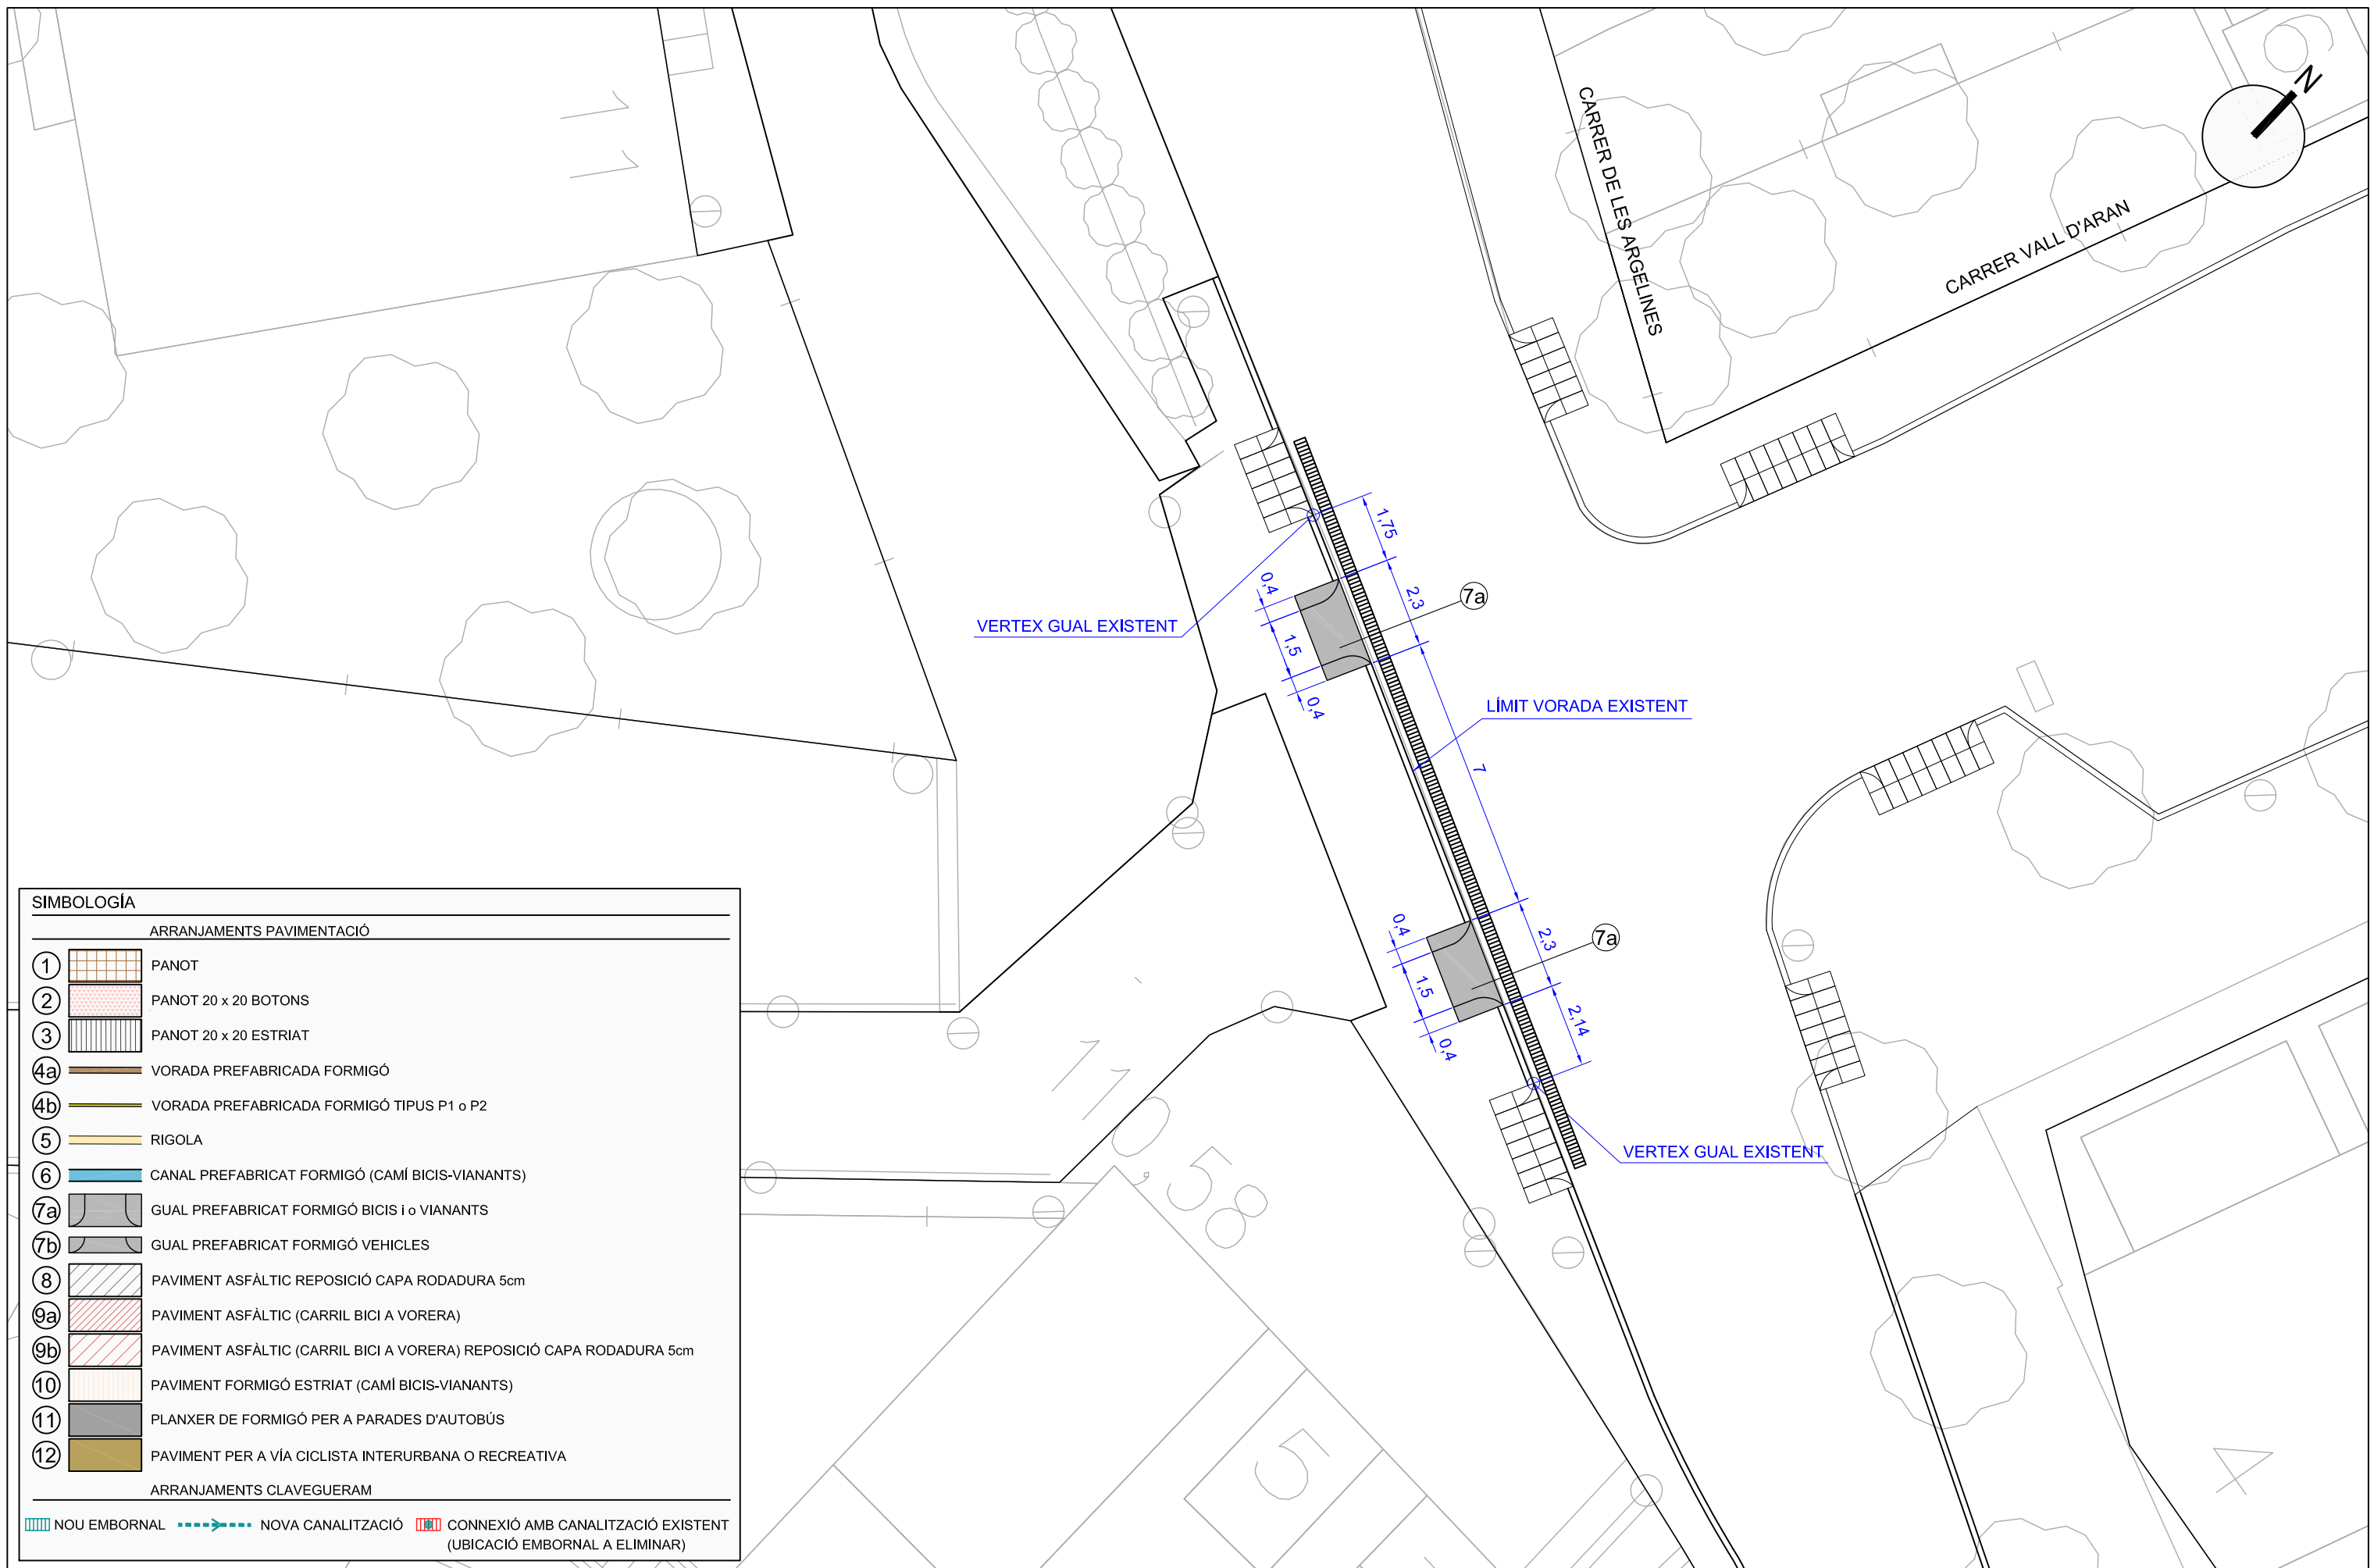 CARRER DE LES ARGELINES
CARRER VALL D'ARAN
N
1,75
2,3
7a
0,4
1,5
0,4
VERTEX GUAL EXISTENT
LÍMIT VORADA EXISTENT
7
2,3
7a
0,4
1,5
0,4
2,14
VERTEX GUAL EXISTENT
5
4
SIMBOLOGÍA
ARRANJAMENTS PAVIMENTACIÓ
1 PANOT
2 PANOT 20 x 20 BOTONS
3 PANOT 20 x 20 ESTRIAT
4a VORADA PREFABRICADA FORMIGÓ
4b VORADA PREFABRICADA FORMIGÓ TIPUS P1 o P2
5 RIGOLA
6 CANAL PREFABRICAT FORMIGÓ (CAMÍ BICIS-VIANANTS)
7a GUAL PREFABRICAT FORMIGÓ BICIS i o VIANANTS
7b GUAL PREFABRICAT FORMIGÓ VEHICLES
8 PAVIMENT ASFÀLTIC REPOSICIÓ CAPA RODADURA 5cm
9a PAVIMENT ASFÀLTIC (CARRIL BICI A VORERA)
9b PAVIMENT ASFÀLTIC (CARRIL BICI A VORERA) REPOSICIÓ CAPA RODADURA 5cm
10 PAVIMENT FORMIGÓ ESTRIAT (CAMÍ BICIS-VIANANTS)
11 PLANXER DE FORMIGÓ PER A PARADES D'AUTOBÚS
12 PAVIMENT PER A VÍA CICLISTA INTERURBANA O RECREATIVA
ARRANJAMENTS CLAVEGUERAM
NOU EMBORNAL NOVA CANALITZACIÓ CONNEXIÓ AMB CANALITZACIÓ EXISTENT
(UBICACIÓ EMBORNAL A ELIMINAR)